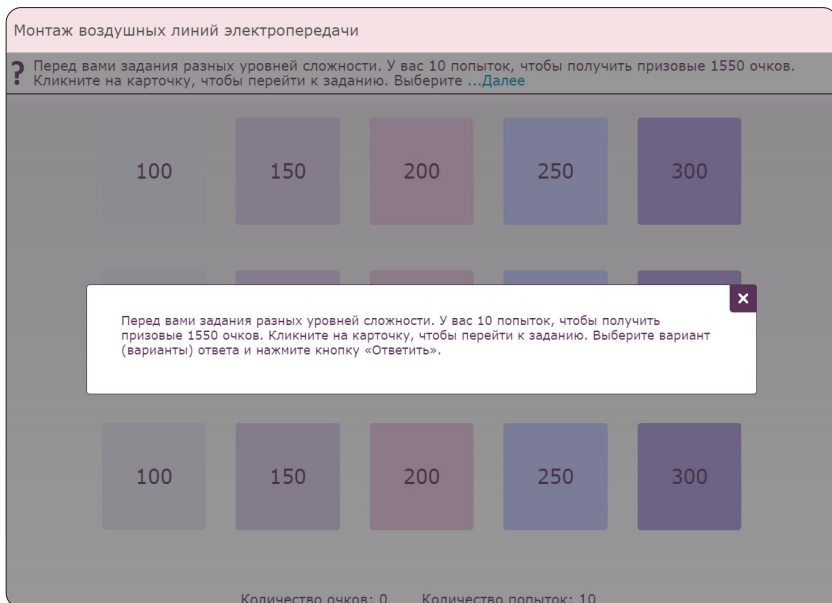 Монтаж воздушных линий электропередачи
? Перед вами задания разных уровней сложности. У вас 10 попыток, чтобы получить призовые 1550 очков.
Кликните на карточку, чтобы перейти к заданию. Выберите ...Далее
100 150 200 250 300
×
Перед вами задания разных уровней сложности. У вас 10 попыток, чтобы получить
призовые 1550 очков. Кликните на карточку, чтобы перейти к заданию. Выберите вариант
(варианты) ответа и нажмите кнопку «Ответить».
100 150 200 250 300
Количество очков: 0 Количество попыток: 10